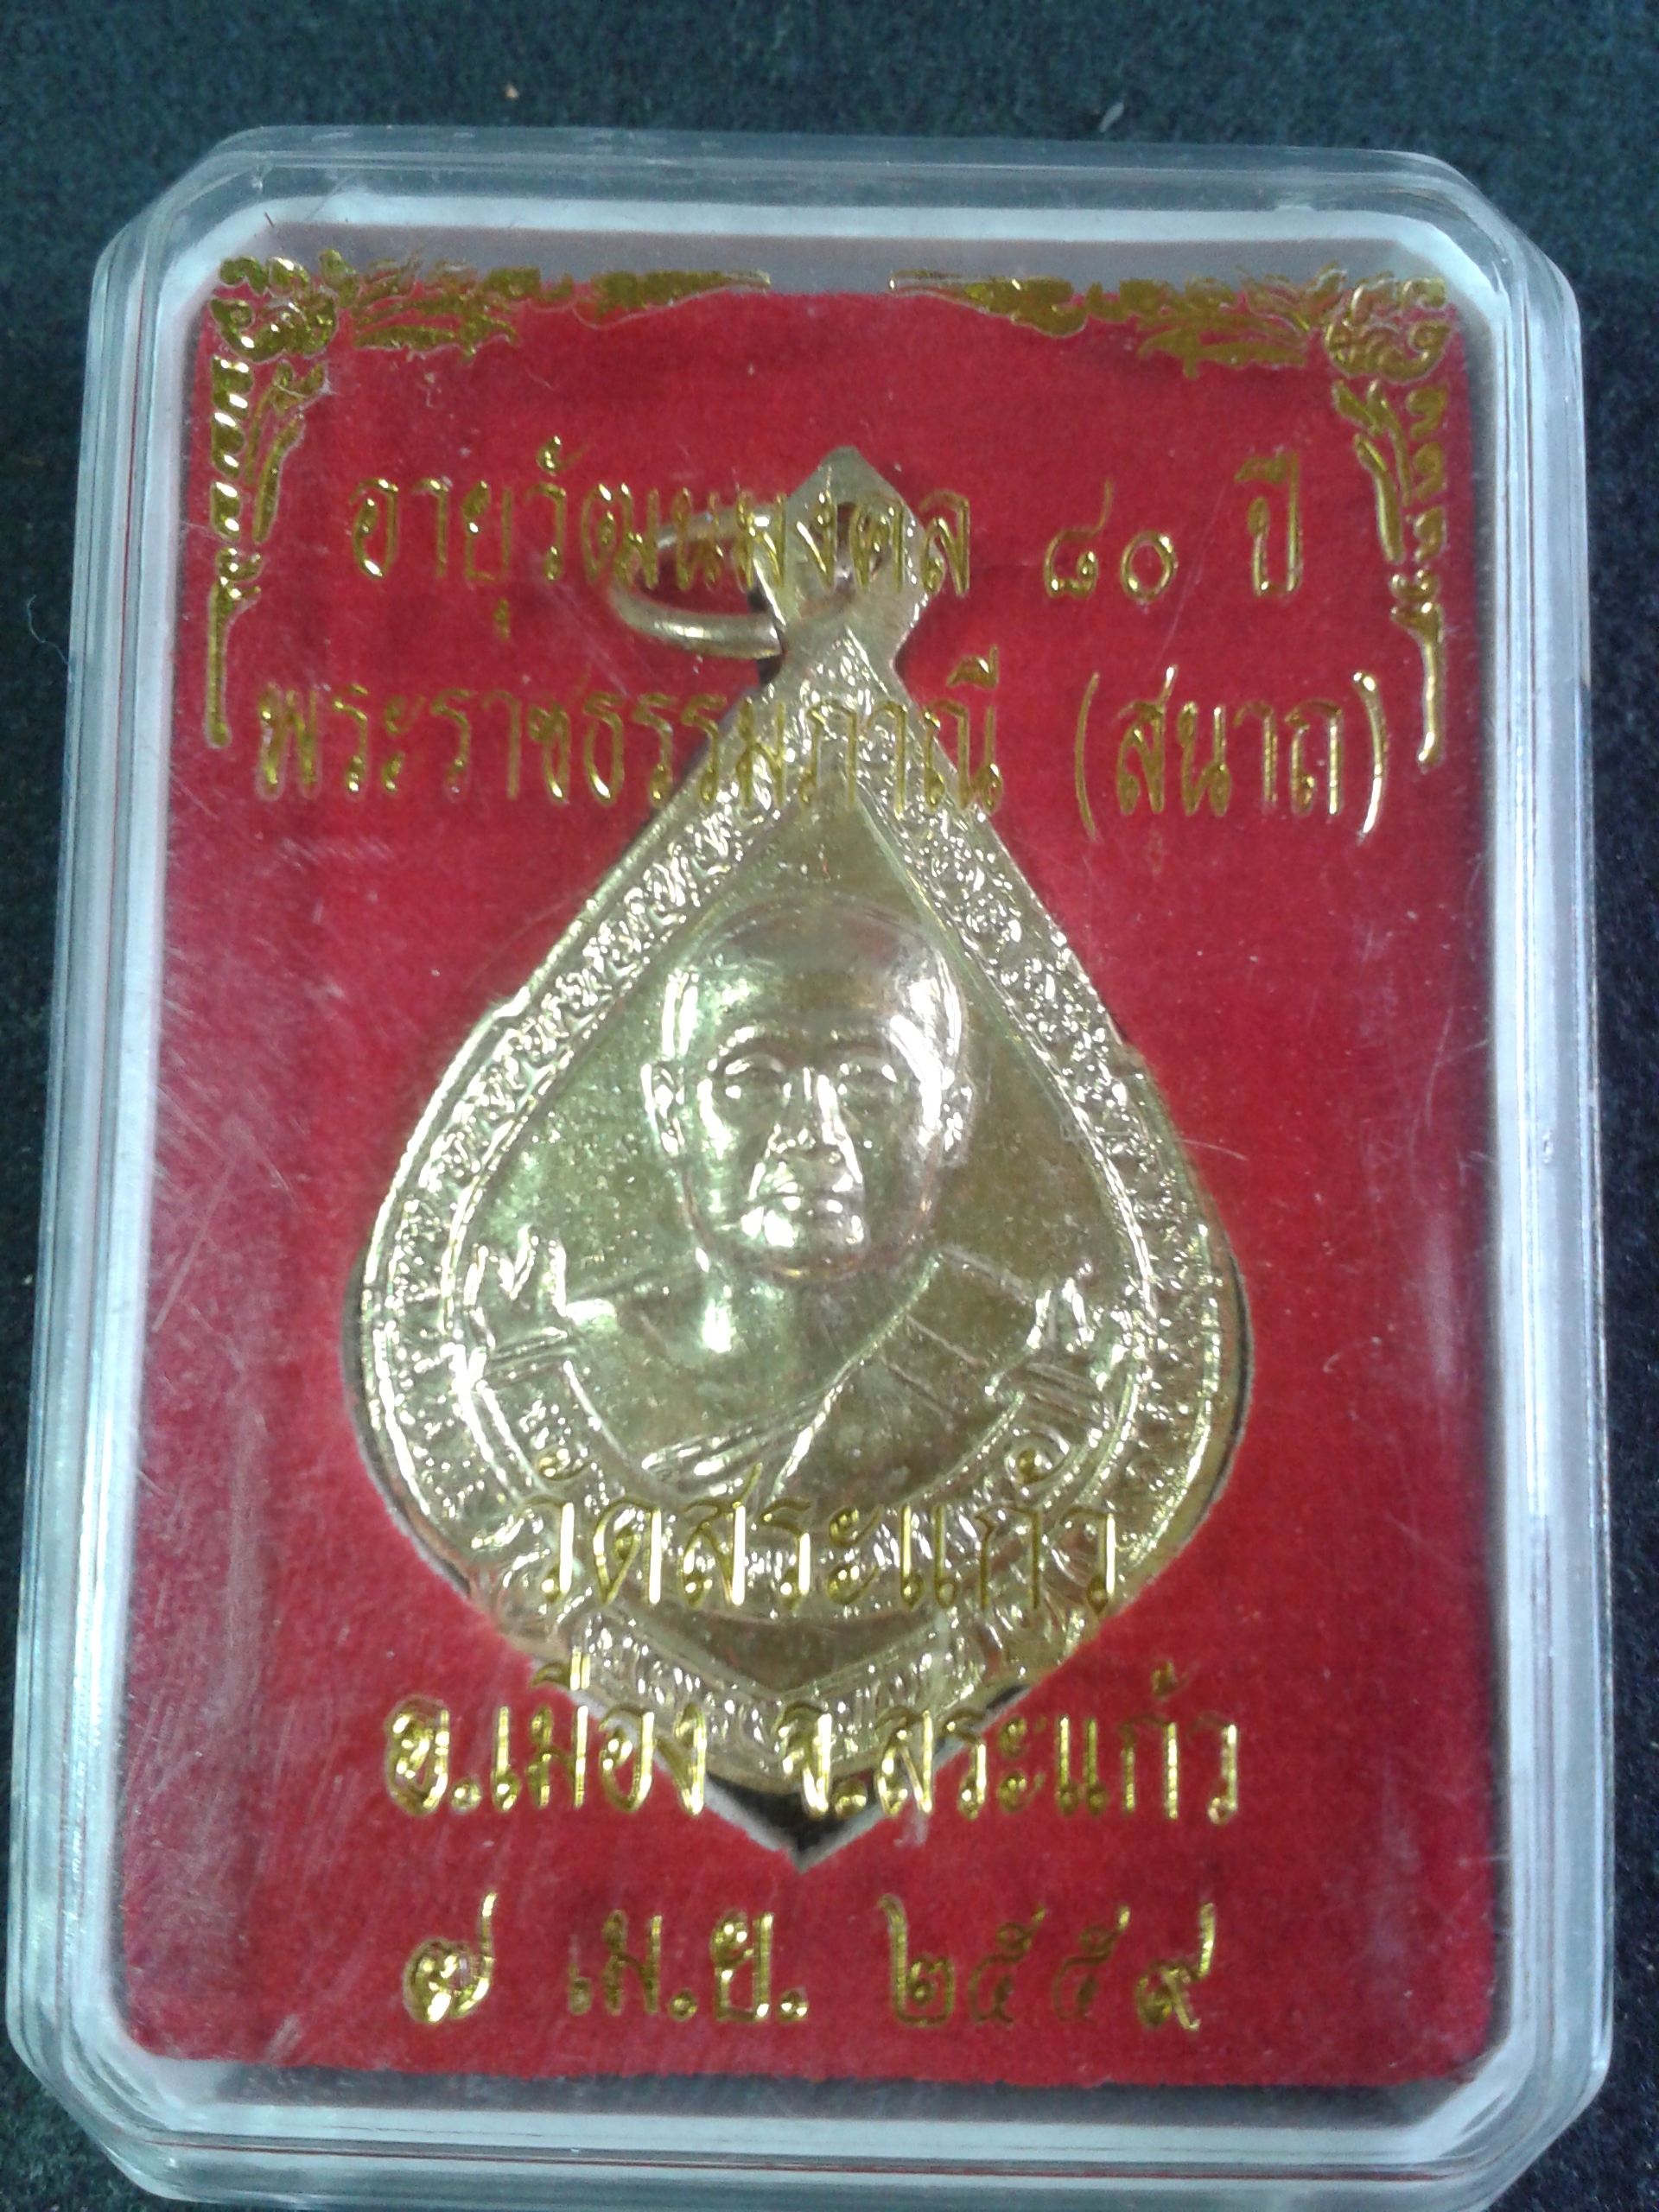 อายุวัฒนมงคล ๘๐ ปี
พระราชธรรมภาณี (สุนาถ)
วัดสระแก้ว
อ.เมือง จ.สระแก้ว
๗ เม.ย. ๒๕๕๙